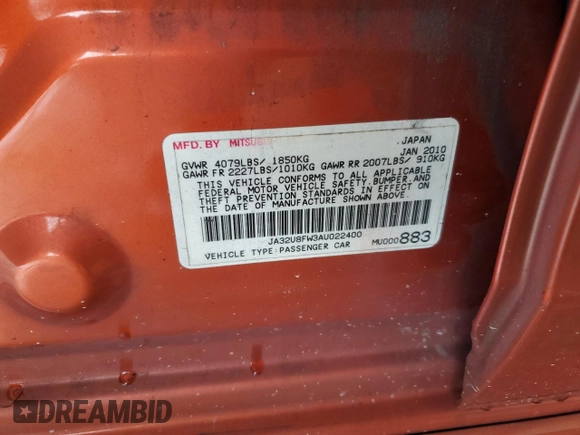 MFD. BY MITSUBI
JAPAN
GVWR 4079LBS/ 1850KG
JAN 2010
GAWR FR 2227LBS/1010KG GAWR RR 2007LBS/ 910KG
THIS VEHICLE CONFORMS TO ALL APPLICABLE
FEDERAL MOTOR VEHICLE SAFETY,BUMPER,AND
THEFT PREVENTION STANDARDS IN EFFECT ON
THE DATE OF MANUFACTURE SHOWN ABOVE.
JA32U8FW3AU022400
MU000883
VEHICLE TYPE:PASSENGER CAR
DREAMBID